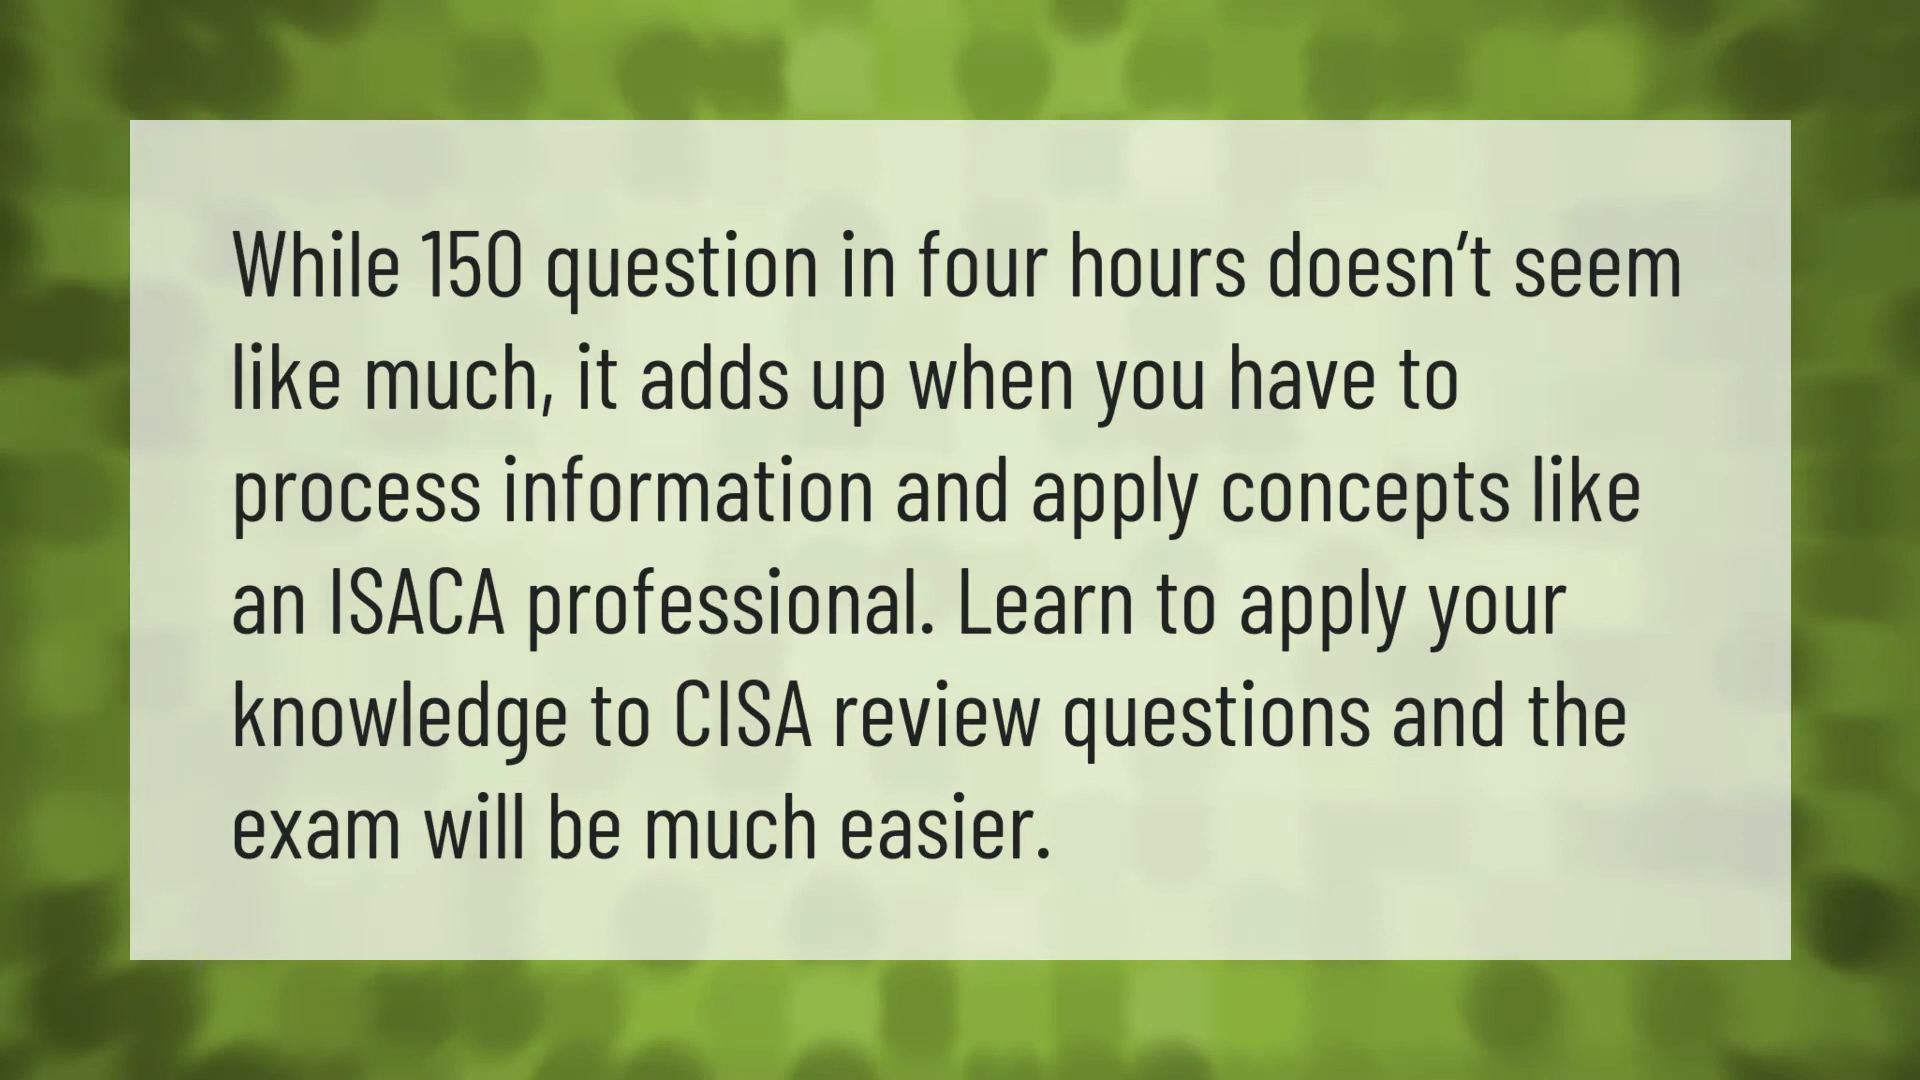 While 150 question in four hours doesn’t seem
like much, it adds up when you have to
process information and apply concepts like
an ISACA professional. Learn to apply your
knowledge to CISA review questions and the
exam will be much easier.